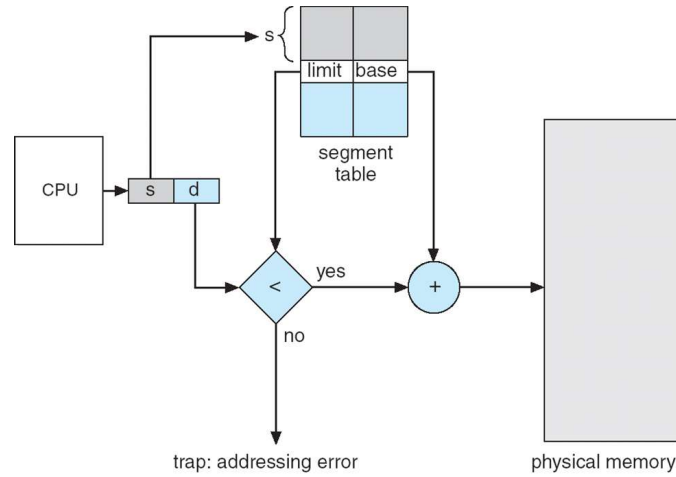 s
limit base
segment
table
CPU
s d
<
yes
+
no
trap: addressing error
physical memory